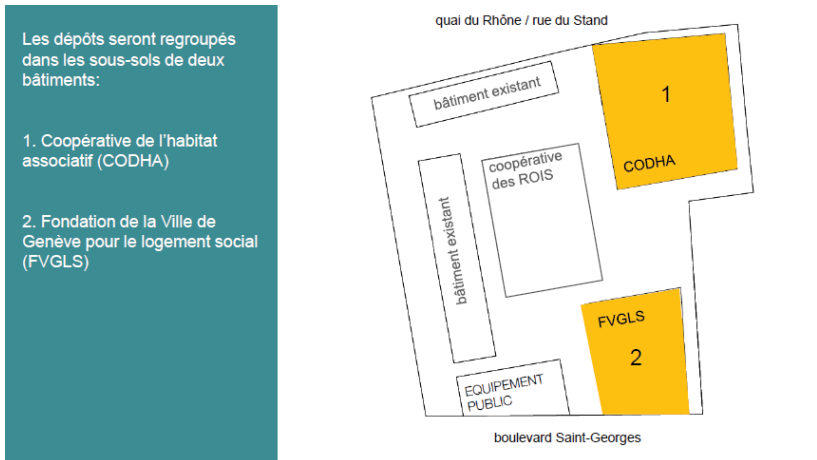 Les dépôts seront regroupés
dans les sous-sols de deux
bâtiments:
1. Coopérative de l'habitat
associatif (CODHA)
2. Fondation de la Ville de
Genève pour le logement social
(FVGLS)
quai du Rhône / rue du Stand
bâtiment existant
1
CODHA
coopérative
des ROIS
bâtiment existant
FVGLS
2
EQUIPEMENT
PUBLIC
boulevard Saint-Georges